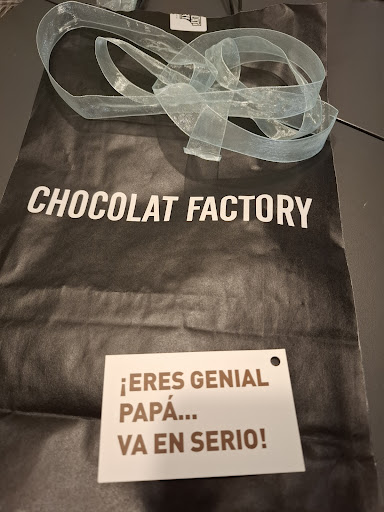 CHOCOLAT FACTORY
¡ERES GENIAL
PAPÁ...
VA EN SERIO!